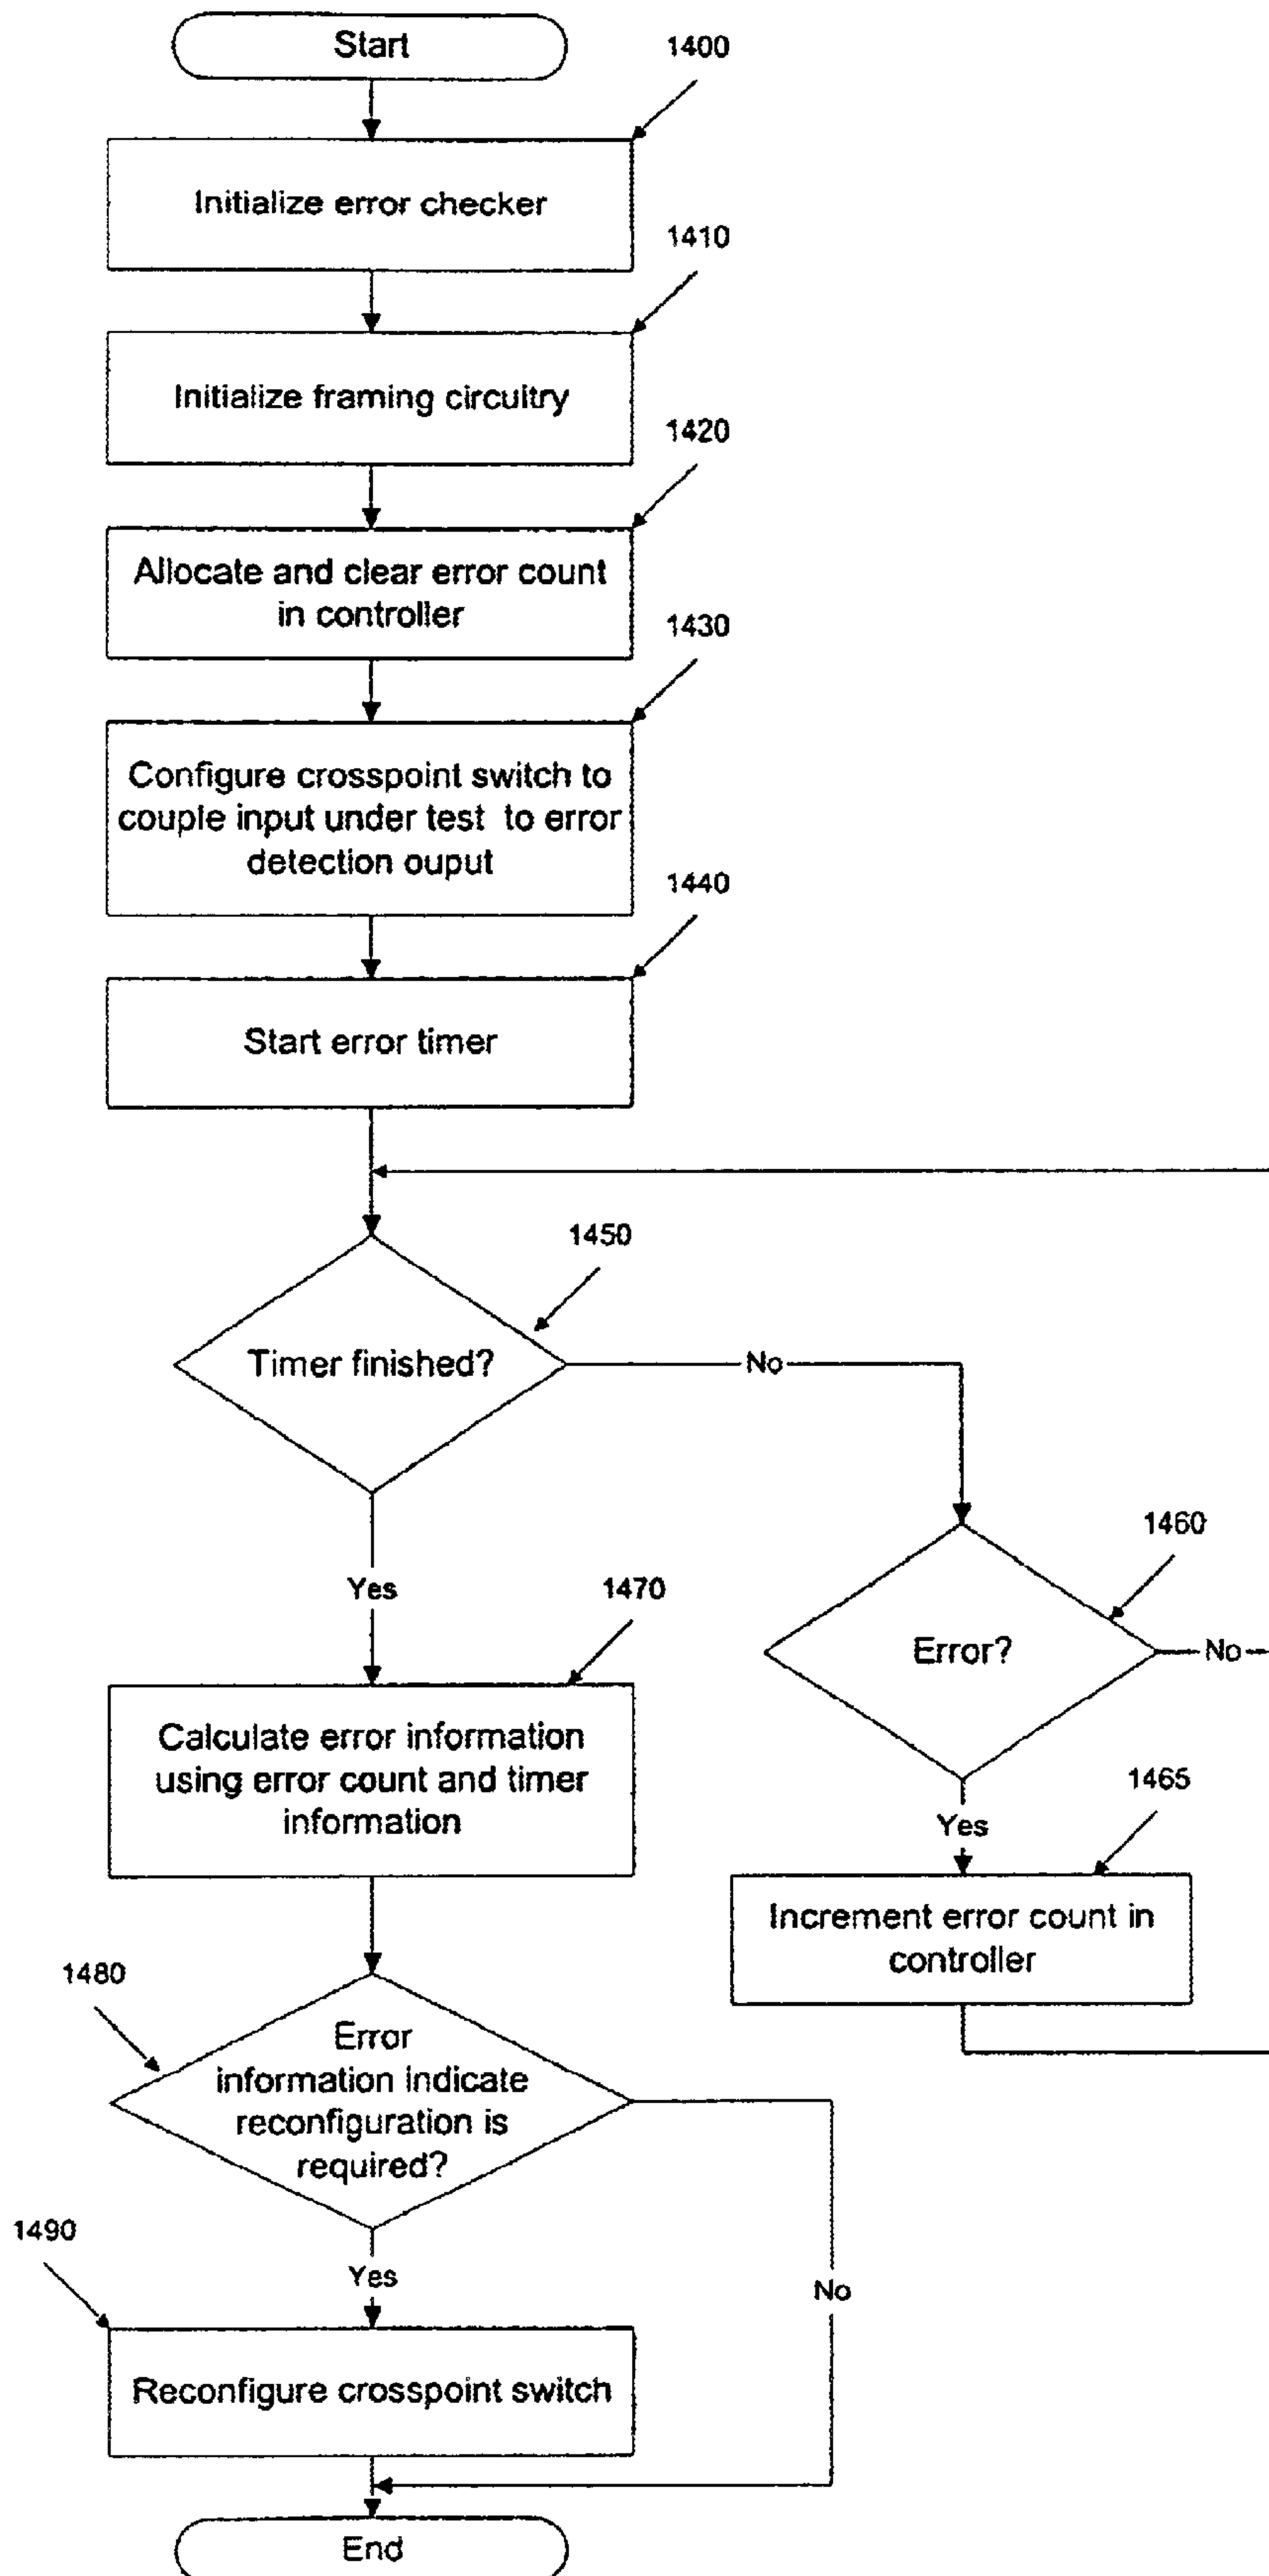 Start
1400
Initialize error checker
1410
Initialize framing circuitry
1420
Allocate and clear error count
in controller
1430
Configure crosspoint switch to
couple input under test to error
detection ouput
1440
Start error timer
1450
Timer finished?
No
1460
Error?
No
Yes
1470
Calculate error information
using error count and timer
information
Yes
1465
Increment error count in
controller
1480
Error
information indicate
reconfiguration is
required?
1490
Yes
No
Reconfigure crosspoint switch
End